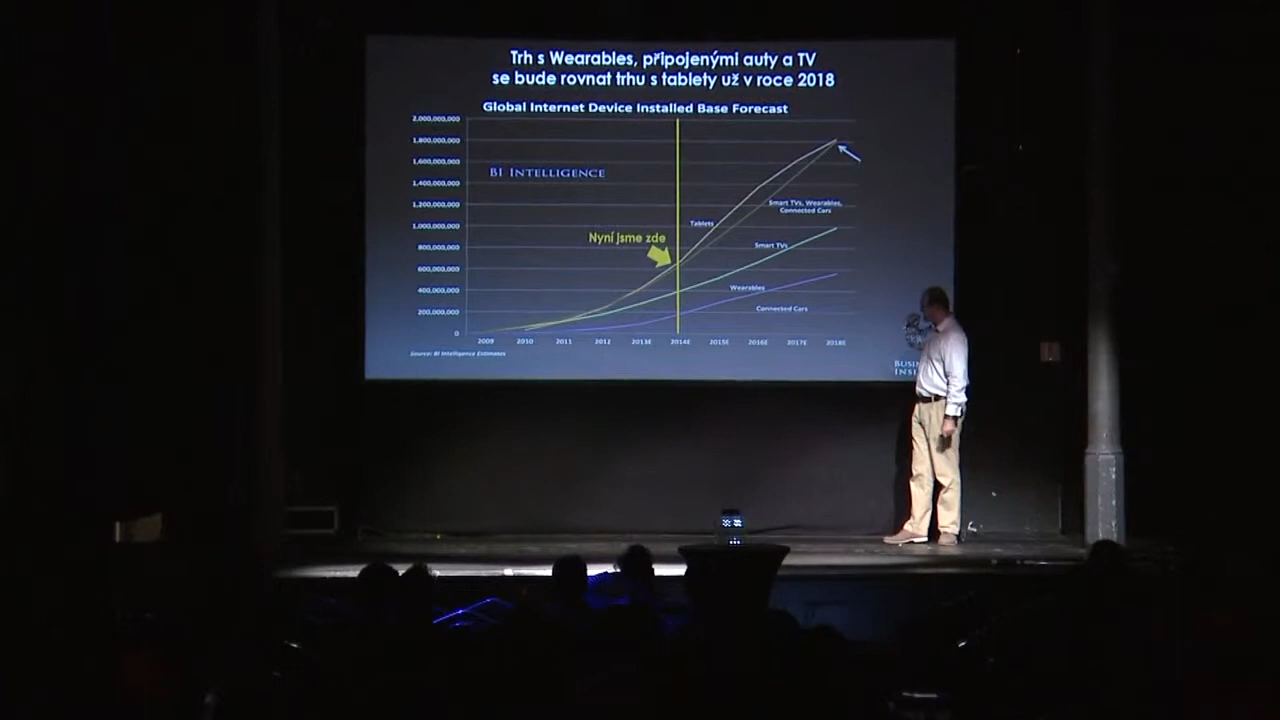 Trh s Wearables, připojenými auty a TV
se bude rovnat trhu s tablety už v roce 2018
Global Internet Device Installed Base Forecast
2,000,000,000
1,800,000,000
1,600,000,000
1,400,000,000
1,200,000,000
1,000,000,000
800,000,000
600,000,000
400,000,000
200,000,000
0
BI INTELLIGENCE
Nyní jsme zde
Tablets
Smart TVs, Wearables,
Connected Cars
Smart TVs
Wearables
Connected Cars
2009 2010 2011 2012 2013E 2014E 2015E 2016E 2017E 2018E
Source: BI Intelligence Estimates